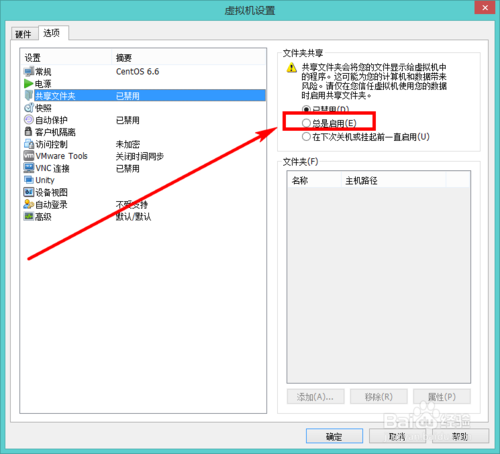 虚拟机设置
硬件 选项
设置 摘要
常规 CentOS 6.6
电源
共享文件夹 已禁用
快照
自动保护 已禁用
客户机隔离
访问控制 未加密
VMware Tools 关闭时间同步
VNC 连接 已禁用
Unity
设备视图
自动登录 不受支持
高级 默认/默认
文件夹共享
共享文件夹会将您的文件显示给虚拟机中
的程序。这可能为您的计算机和数据带来
风险。请仅在您信任虚拟机使用您的数据
时启用共享文件夹。
已禁用(D)
总是启用(E)
在下次关机或挂起前一直启用(U)
文件夹(F)
名称 主机路径
添加(A)... 移除(R) 属性(P)
确定 取消 帮助
Baidu 经验